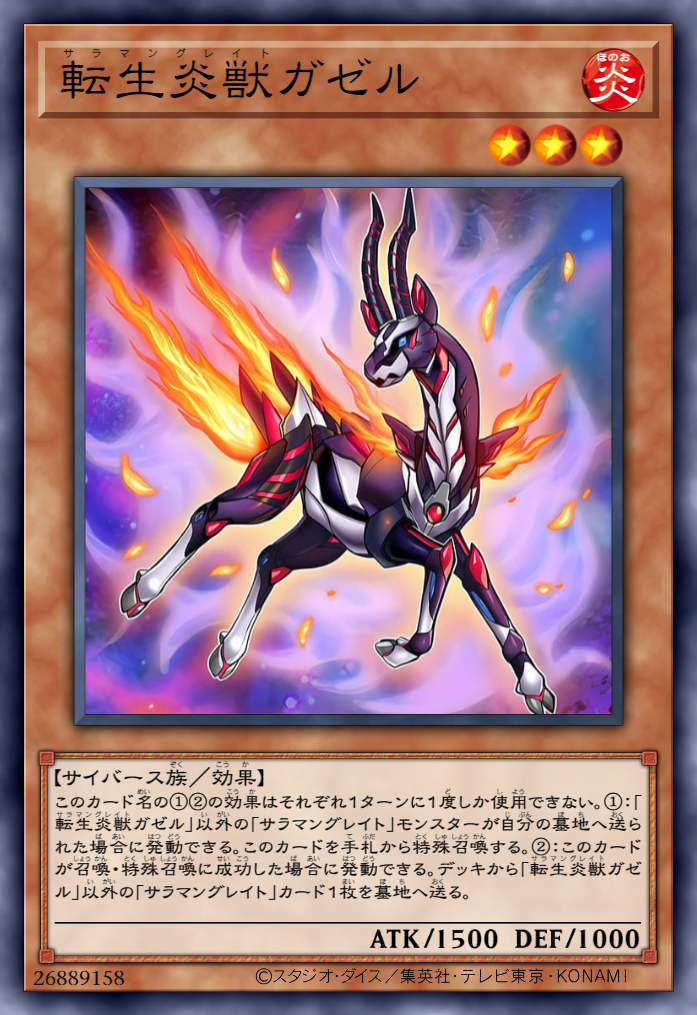 サラマングレイト
転生炎獣ガゼル
ほのお
炎
【サイバース族／効果】
このカード名の①②の効果はそれぞれ1ターンに1度しか使用できない。①：「
転生炎獣ガゼル」以外の「サラマングレイト」モンスターが自分の墓地へ送ら
れた場合に発動できる。このカードを手札から特殊召喚する。②：このカード
が召喚・特殊召喚に成功した場合に発動できる。デッキから「転生炎獣ガゼ
ル」以外の「サラマングレイト」カード1枚を墓地へ送る。
ATK/1500 DEF/1000
26889158 ©スタジオ・ダイス／集英社・テレビ東京・KONAMI